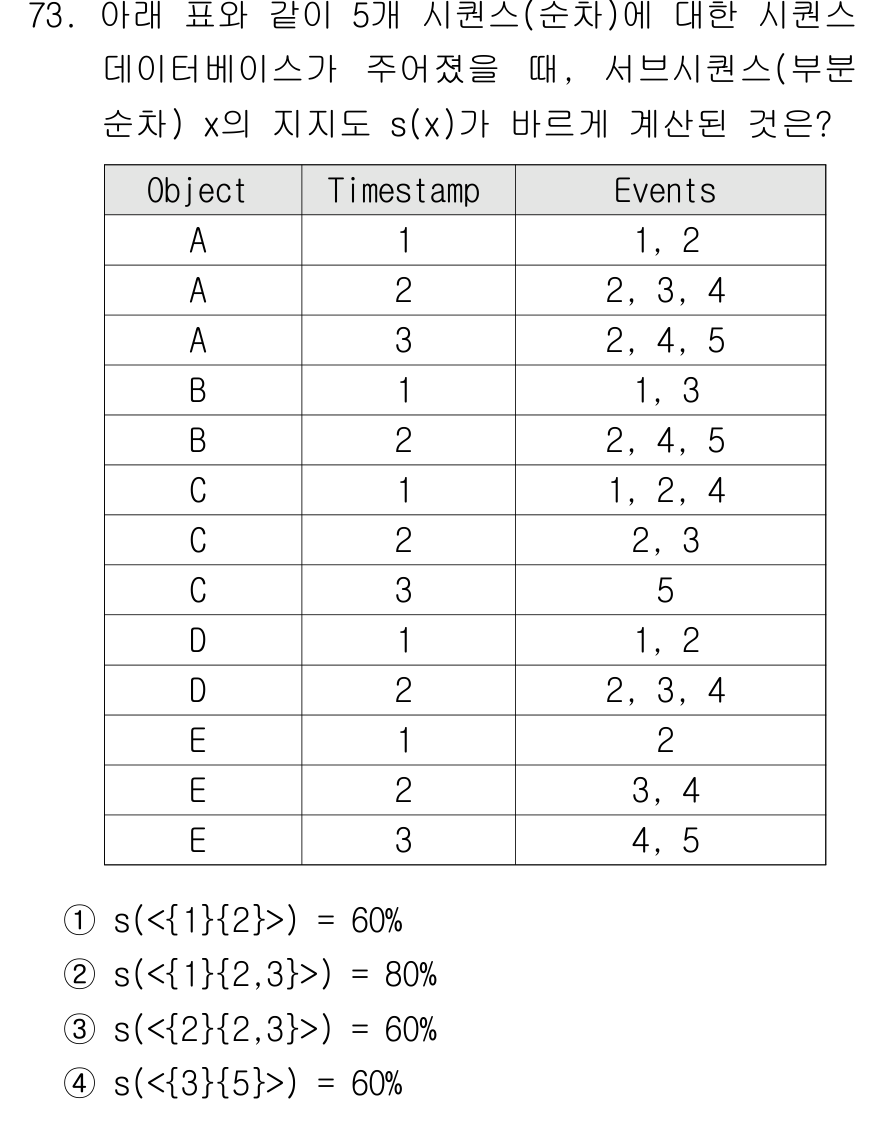 73. 아래 표와 같이 5개 시퀀스(순차)에 대한 시퀀스
데이터베이스가 주어졌을 때, 서브시퀀스(부분
순차) x의 지지도 s(x)가 바르게 계산된 것은?
Object Timestamp Events
A 1 1, 2
A 2 2, 3, 4
A 3 2, 4, 5
B 1 1, 3
B 2 2, 4, 5
C 1 1, 2, 4
C 2 2, 3
C 3 5
D 1 1, 2
D 2 2, 3, 4
E 1 2
E 2 3, 4
E 3 4, 5
① s(<{1}{2}>) = 60%
② s(<{1}{2,3}>) = 80%
③ s(<{2}{2,3}>) = 60%
④ s(<{3}{5}>) = 60%